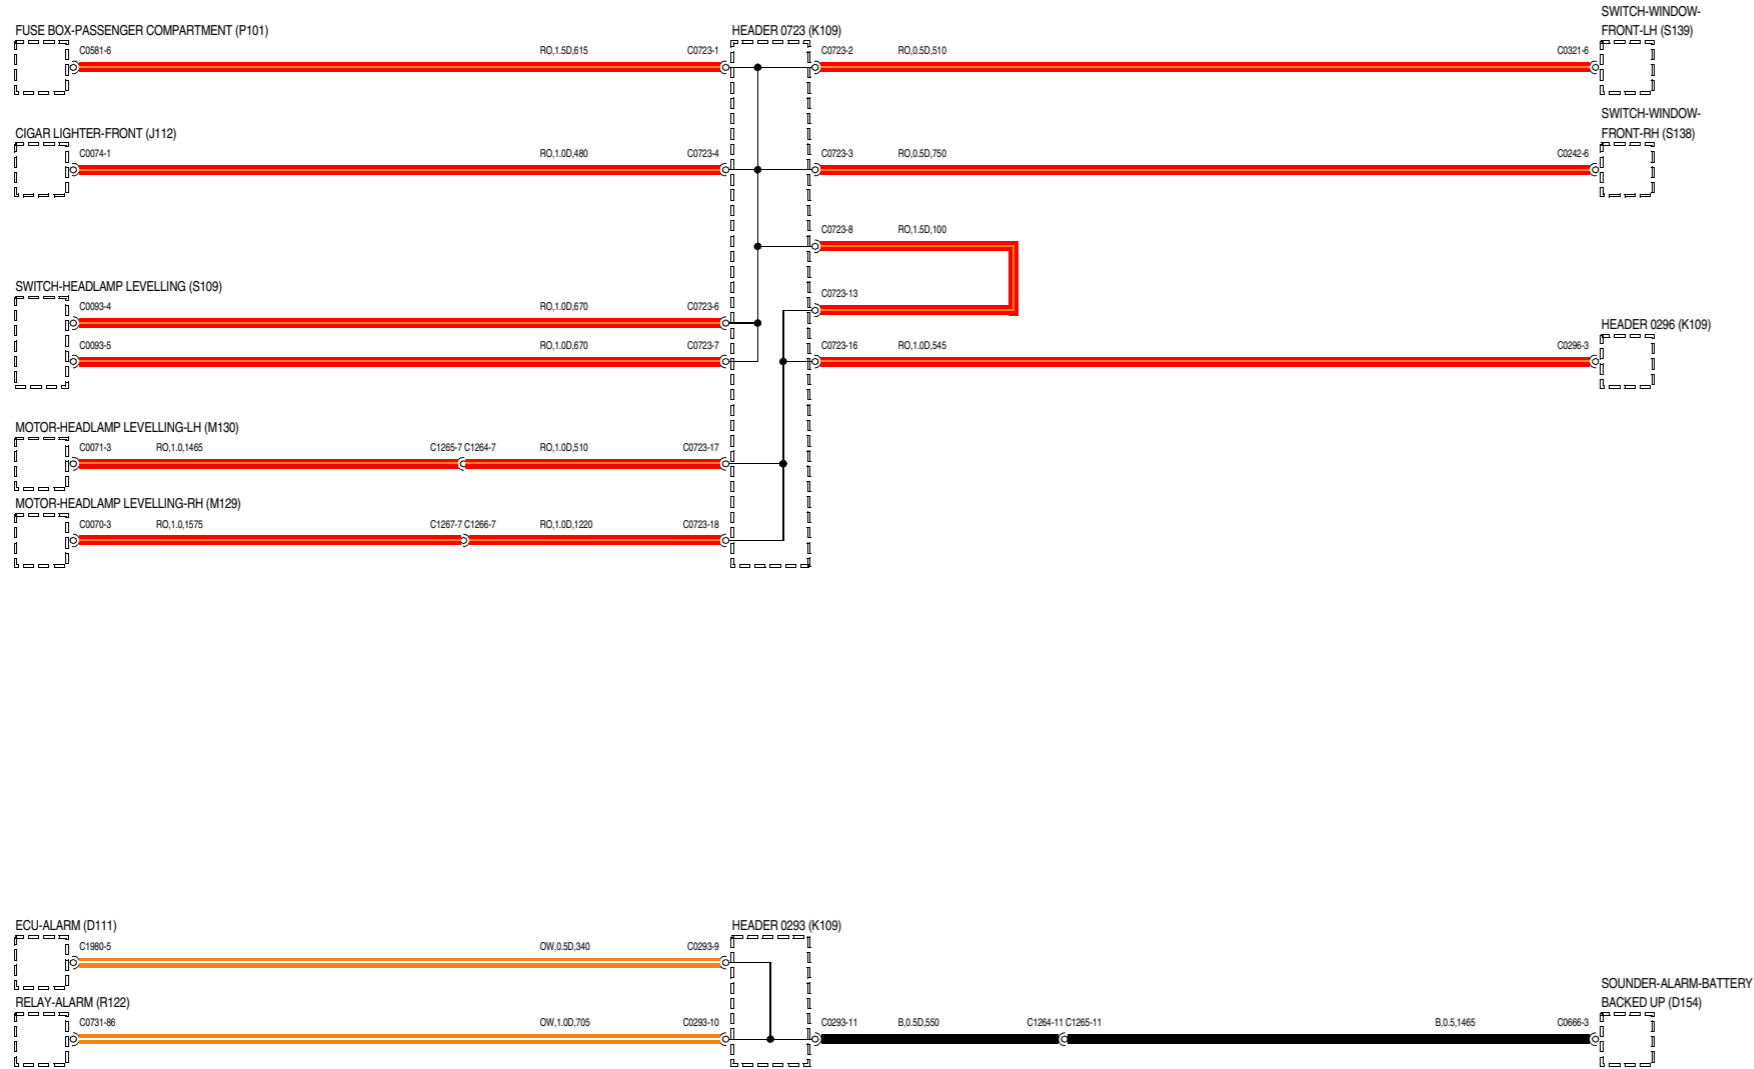 SWITCH-WINDOW-
FUSE BOX-PASSENGER COMPARTMENT (P101)
HEADER 0723 (K109)
FRONT-LH (S139)
C0581-6
RO,1.5D,615
C0723-1
C0723-2
RO,0.5D,510
C0321-6
SWITCH-WINDOW-
CIGAR LIGHTER-FRONT (J112)
FRONT-RH (S138)
C0074-1
RO,1.0D,480
C0723-4
C0723-3
RO,0.5D,750
C0242-6
C0723-8
RO,1.5D,100
SWITCH-HEADLAMP LEVELLING (S109)
C0723-13
C0093-4
RO,1.0D,670
C0723-6
HEADER 0296 (K109)
C0093-5
RO,1.0D,670
C0723-7
C0723-16
RO,1.0D,545
C0296-3
MOTOR-HEADLAMP LEVELLING-LH (M130)
C0071-3
RO,1.0,1465
C1265-7 C1264-7
RO,1.0D,510
C0723-17
MOTOR-HEADLAMP LEVELLING-RH (M129)
C0070-3
RO,1.0,1575
C1267-7 C1266-7
RO,1.0D,1220
C0723-18
ECU-ALARM (D111)
HEADER 0293 (K109)
C1980-5
OW,0.5D,340
C0293-9
SOUNDER-ALARM-BATTERY
RELAY-ALARM (R122)
BACKED UP (D154)
C0731-86
OW,1.0D,705
C0293-10
C0293-11
B,0.5D,550
C1264-11 C1265-11
B,0.5,1465
C0666-3